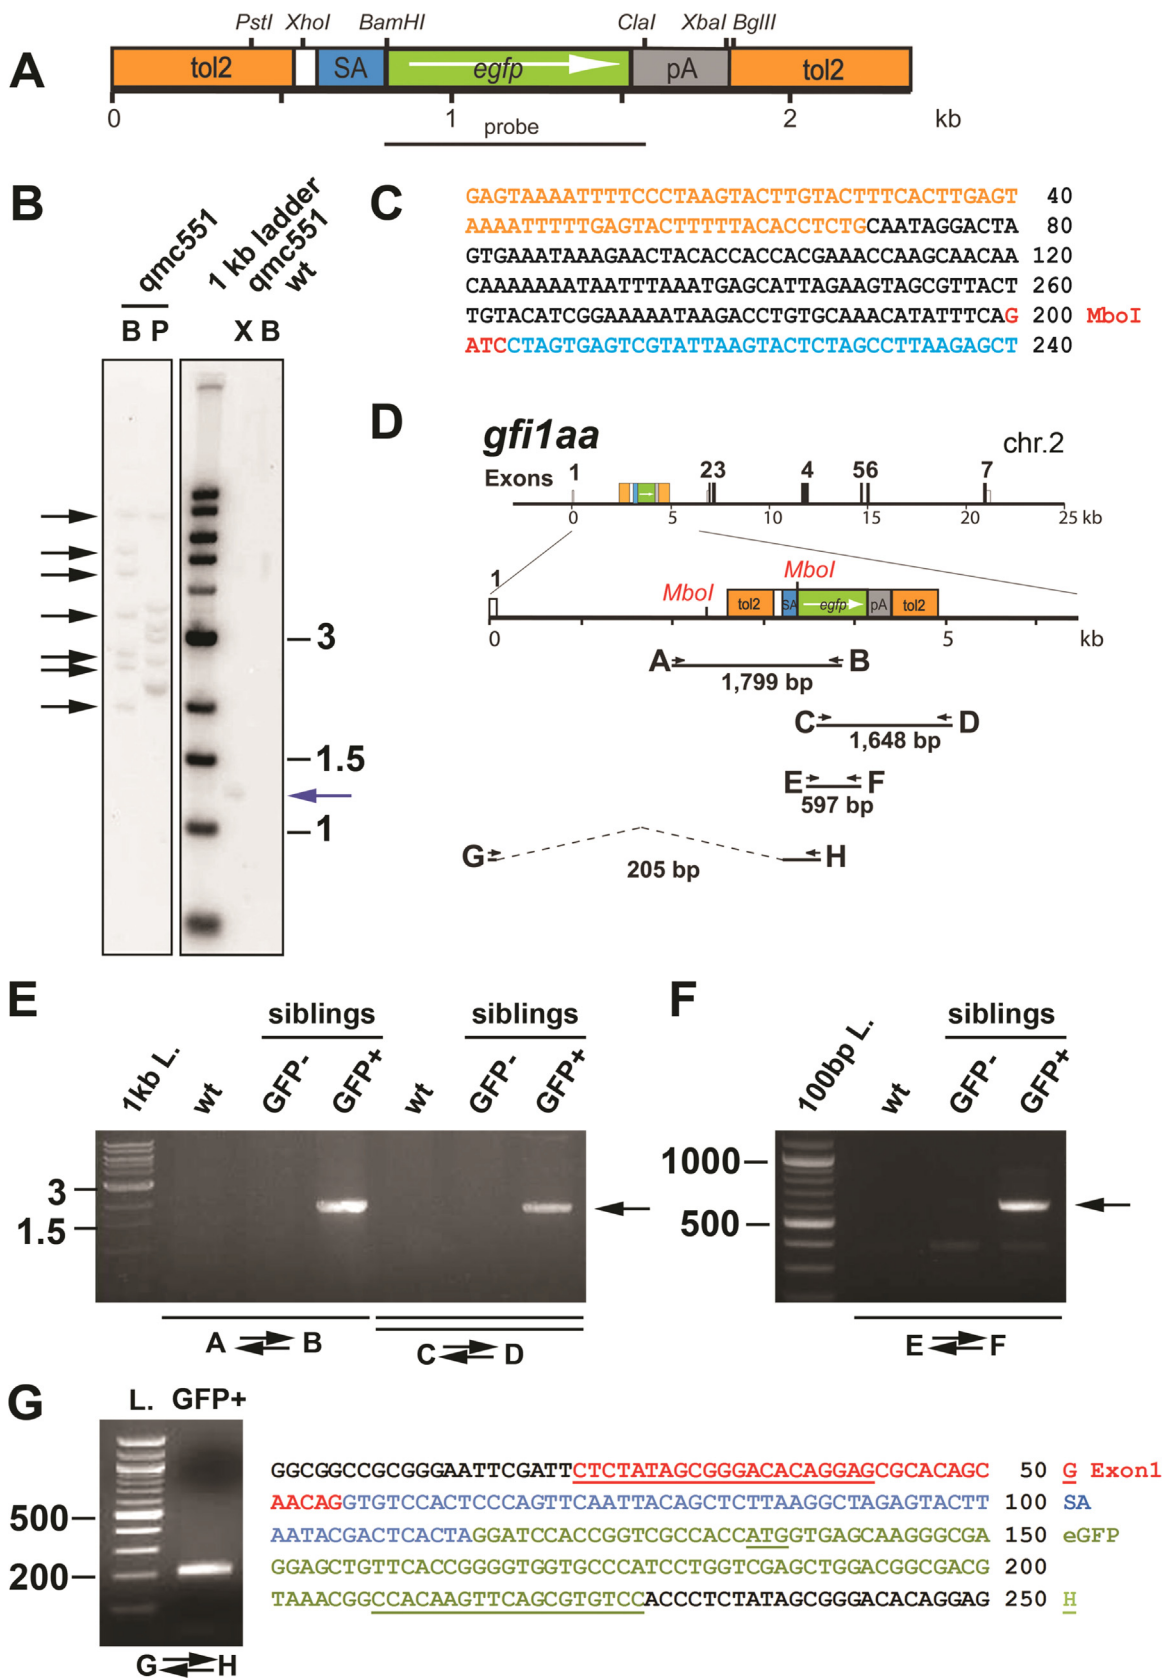 A
PstI XhoI BamHI ClaI XbaI BglII
tol2 SA egfp pA tol2
0 1 2 kb
probe
B
qmc551
1 kb ladder
qmc551
wt
B P X B
3
1.5
1
C
GAGTAAAATTTTCCCTAAGTACTTGTACTTTCACTTGAGT 40
AAAATTTTTGAGTACTTTTTACACCTCTGCAATAGGACTA 80
GTGAAATAAAGAACTACACCACCACGAAACCAAGCAACAA 120
CAAAAAAATAATTTAAATGAGCATTAGAAGTAGCGTTACT 260
TGTACATCGGAAAAATAAGACCTGTGCAAACATATTTCAG 200 MboI
ATCCTAGTGAGTCGTATTAAGTACTCTAGCCTTAAGAGCT 240
D
gfi1aa chr.2
Exons 1 23 4 56 7
0 5 10 15 20 25 kb
1 MboI MboI
tol2 SA egfp pA tol2
0 5 kb
A B
1,799 bp
C D
1,648 bp
E F
597 bp
G H
205 bp
E
siblings siblings
1kb L. wt GFP- GFP+ wt GFP- GFP+
3
1.5
A B C D
F
siblings
100bp L. wt GFP- GFP+
1000
500
E F
G
L. GFP+
500
200
G H
GGCGGCCGCGGGAATTCGATTCTCTATAGCGGGACACAGGAGCGCACAGC 50 G Exon1
AACAGGTGTCCACTCCCAGTTCAATTACAGCTCTTAAGGCTAGAGTACTT 100 SA
AATACGACTCACTAGGATCCACCGGTCGCCACCATGGTGAGCAAGGGCGA 150 eGFP
GGAGCTGTTCACCGGGGTGGTGCCCATCCTGGTCGAGCTGGACGGCGACG 200
TAAACGGCCACAAGTTCAGCGTGTCCACCCTCTATAGCGGGACACAGGAG 250 H